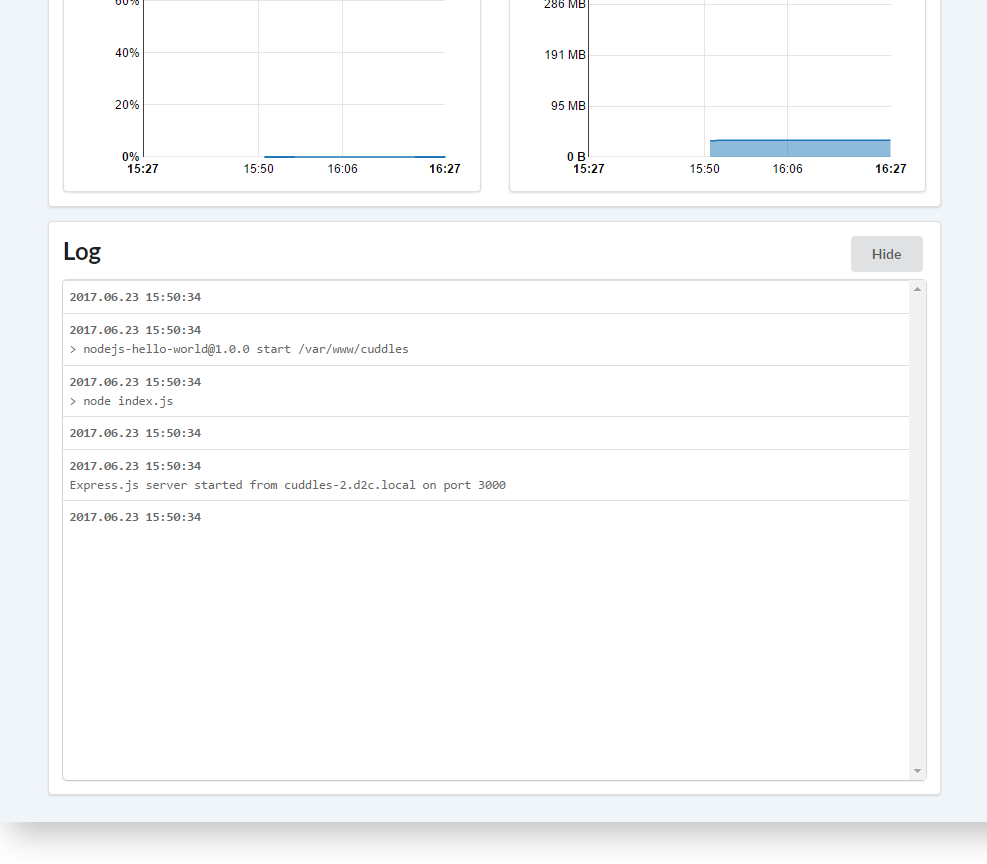 60%
40%
20%
0%
15:27 15:50 16:06 16:27
286 MB
191 MB
95 MB
0 B
15:27 15:50 16:06 16:27
Log
Hide
2017.06.23 15:50:34
2017.06.23 15:50:34
> nodejs-hello-world@1.0.0 start /var/www/cuddles
2017.06.23 15:50:34
> node index.js
2017.06.23 15:50:34
2017.06.23 15:50:34
Express.js server started from cuddles-2.d2c.local on port 3000
2017.06.23 15:50:34